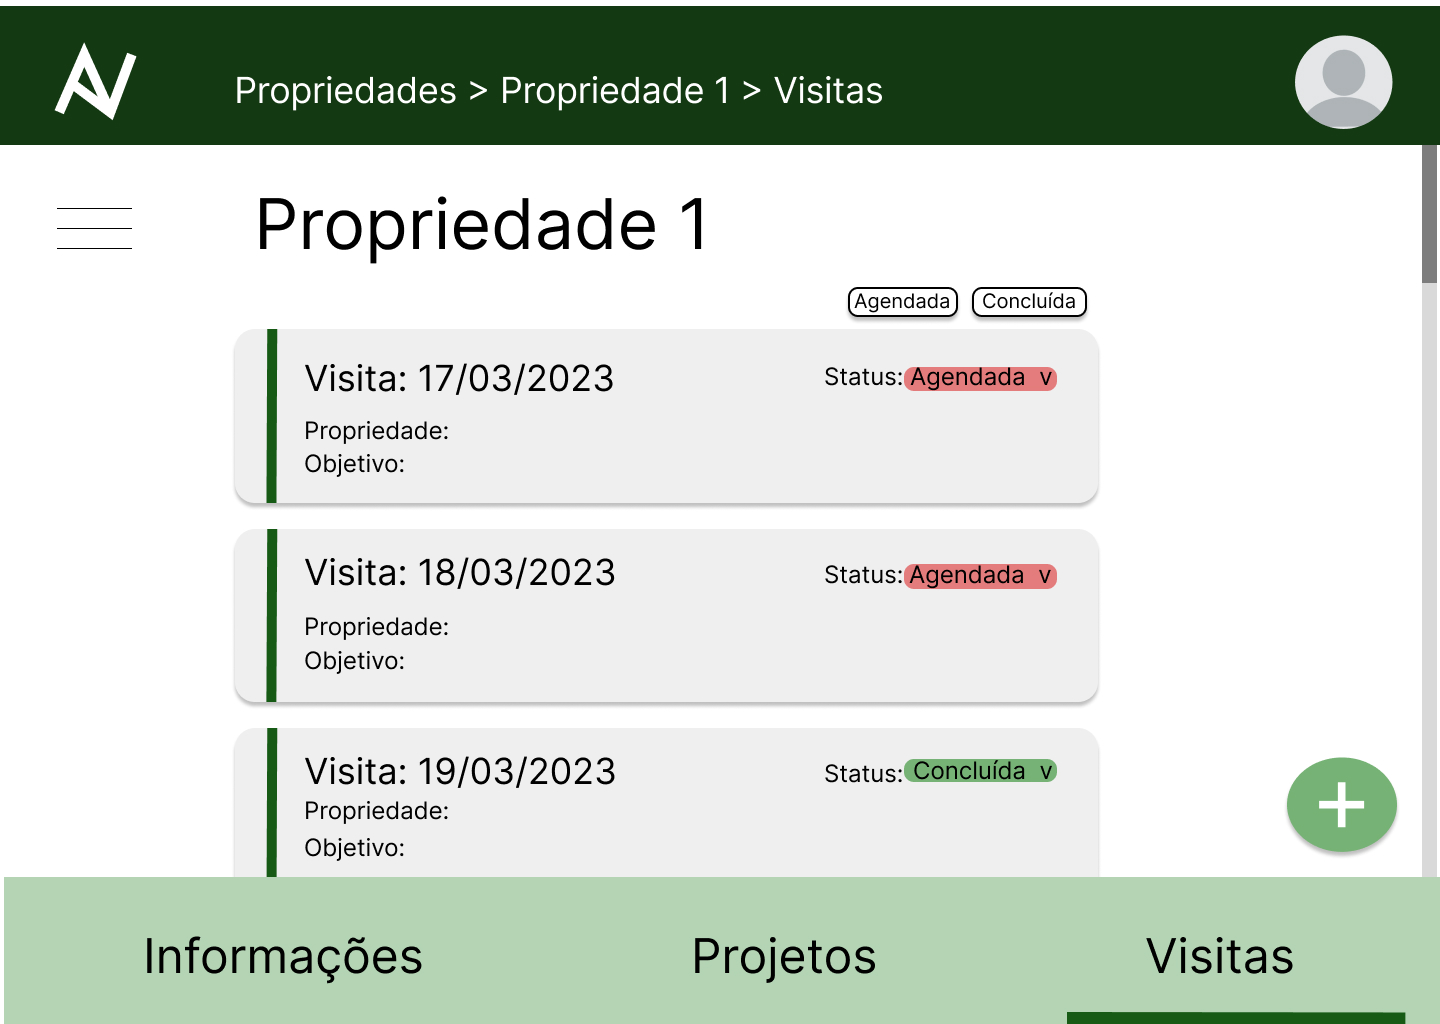 Propriedades > Propriedade 1 > Visitas
Propriedade 1
Agendada Concluída
Visita: 17/03/2023 Status: Agendada v
Propriedade:
Objetivo:
Visita: 18/03/2023 Status: Agendada v
Propriedade:
Objetivo:
Visita: 19/03/2023 Status: Concluída v
Propriedade:
Objetivo:
Informações Projetos Visitas